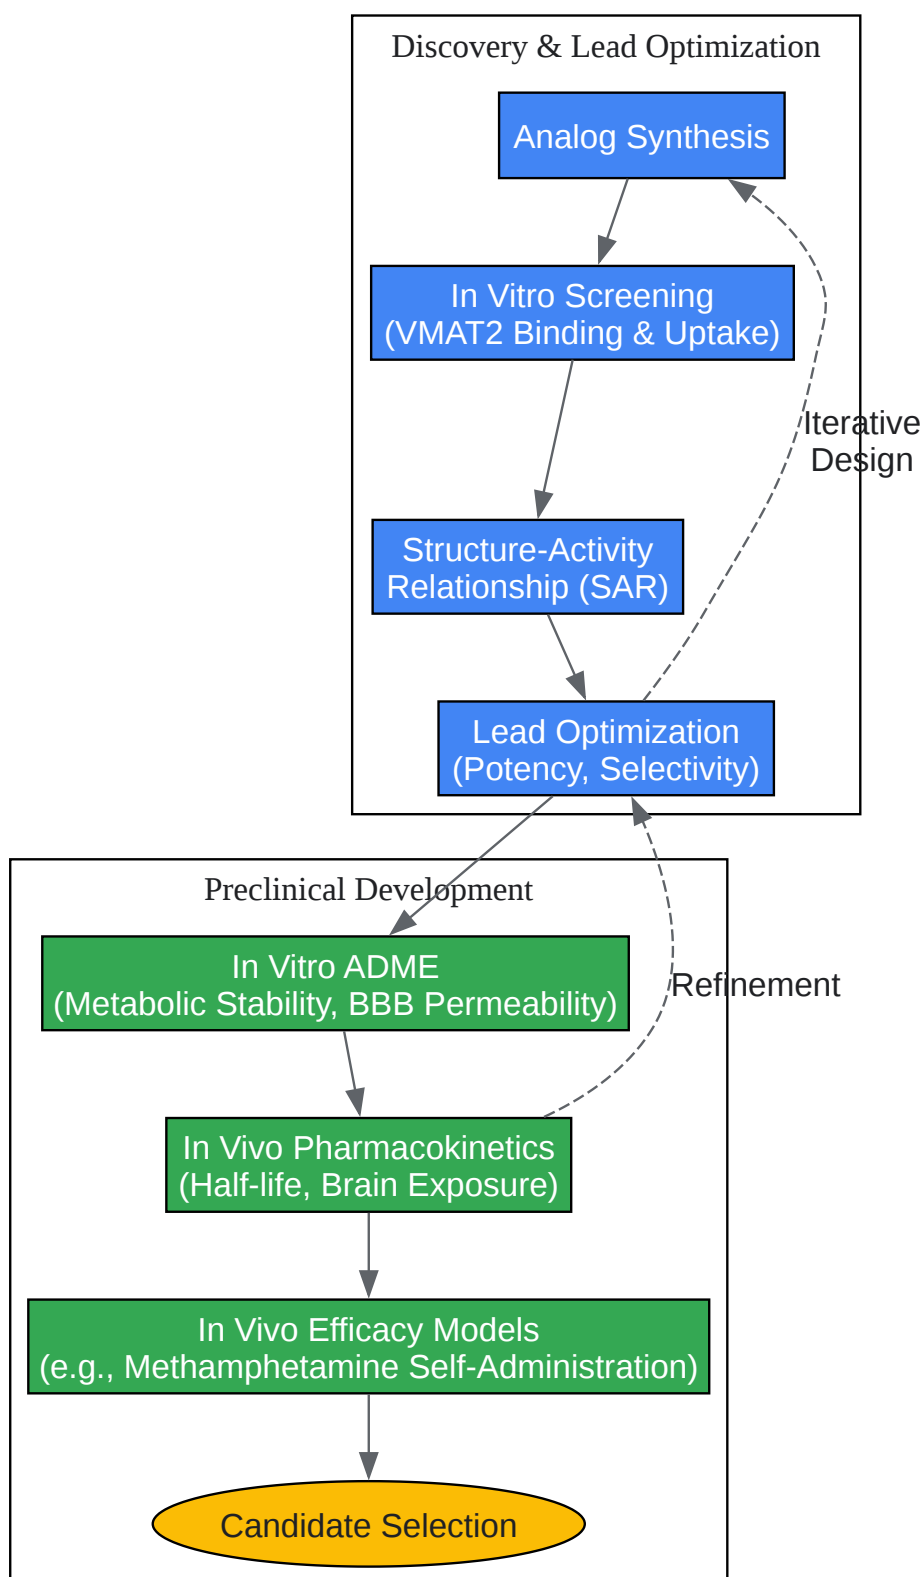 Discovery & Lead Optimization
Analog Synthesis
In Vitro Screening
(VMAT2 Binding & Uptake)
Iterative
Design
Structure-Activity
Relationship (SAR)
Lead Optimization
(Potency, Selectivity)
Preclinical Development
In Vitro ADME
(Metabolic Stability, BBB Permeability)
Refinement
In Vivo Pharmacokinetics
(Half-life, Brain Exposure)
In Vivo Efficacy Models
(e.g., Methamphetamine Self-Administration)
Candidate Selection